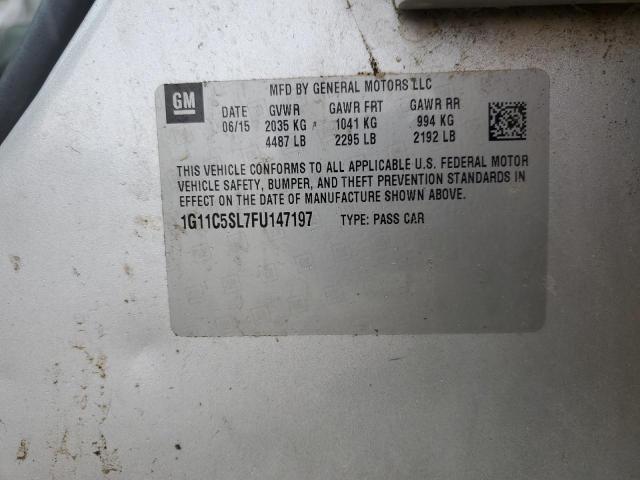 GM
MFD BY GENERAL MOTORS LLC
DATE GVWR GAWR FRT GAWR RR
06/15 2035 KG 1041 KG 994 KG
4487 LB 2295 LB 2192 LB
THIS VEHICLE CONFORMS TO ALL APPLICABLE U.S. FEDERAL MOTOR
VEHICLE SAFETY, BUMPER, AND THEFT PREVENTION STANDARDS IN
EFFECT ON THE DATE OF MANUFACTURE SHOWN ABOVE.
1G11C5SL7FU147197 TYPE: PASS CAR